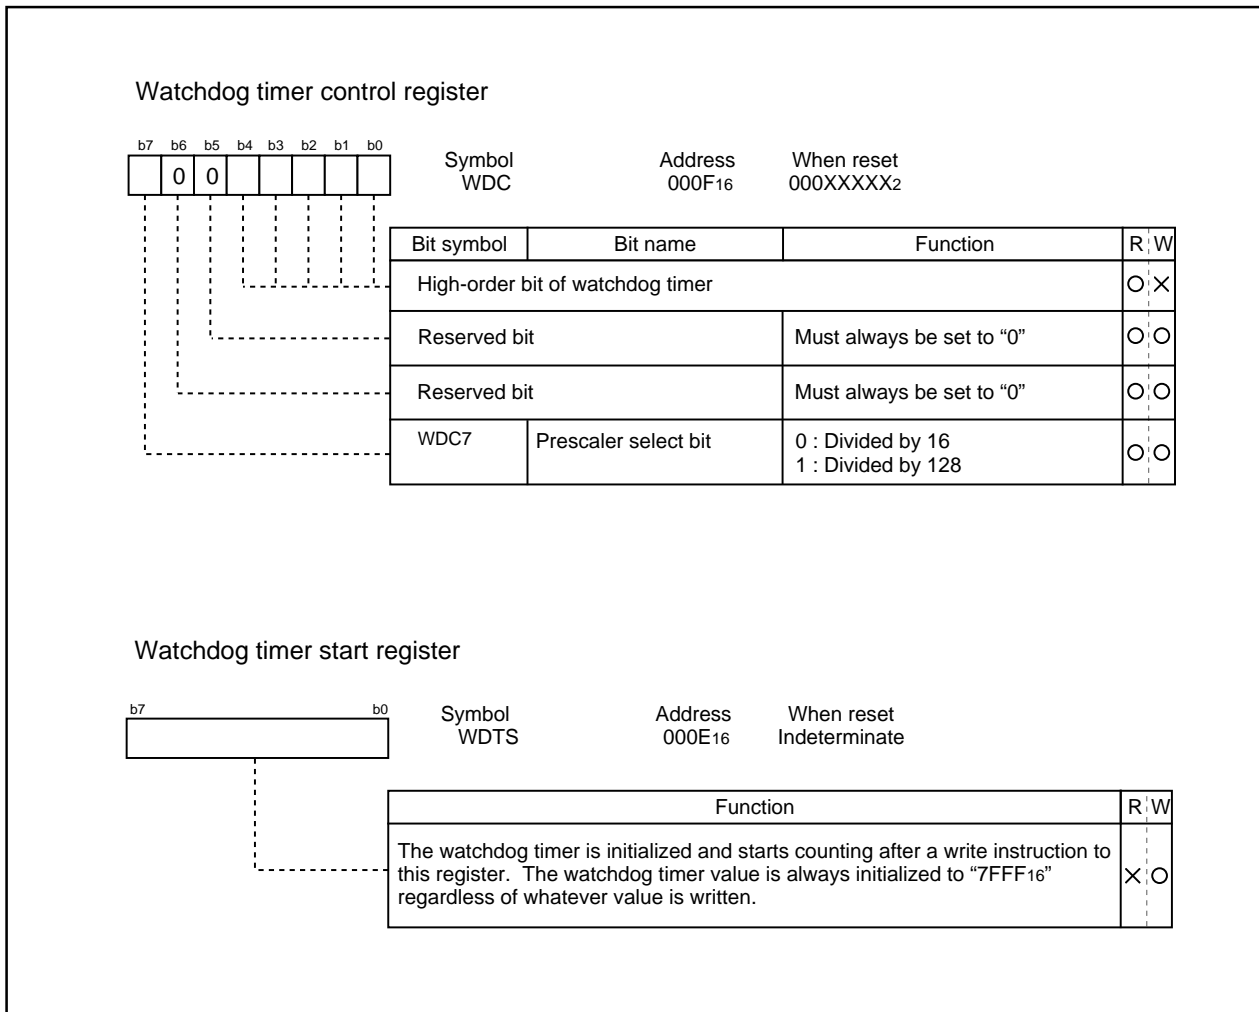 Watchdog timer control register
b7 b6 b5 b4 b3 b2 b1 b0
0 0
Symbol Address When reset
WDC 000F16 000XXXXX2
Bit symbol Bit name Function R W
High-order bit of watchdog timer
Reserved bit Must always be set to “0”
Reserved bit Must always be set to “0”
WDC7 Prescaler select bit 0 : Divided by 16
1 : Divided by 128
Watchdog timer start register
b7 b0
Symbol Address When reset
WDTS 000E16 Indeterminate
Function R W
The watchdog timer is initialized and starts counting after a write instruction to
this register. The watchdog timer value is always initialized to “7FFF16”
regardless of whatever value is written.